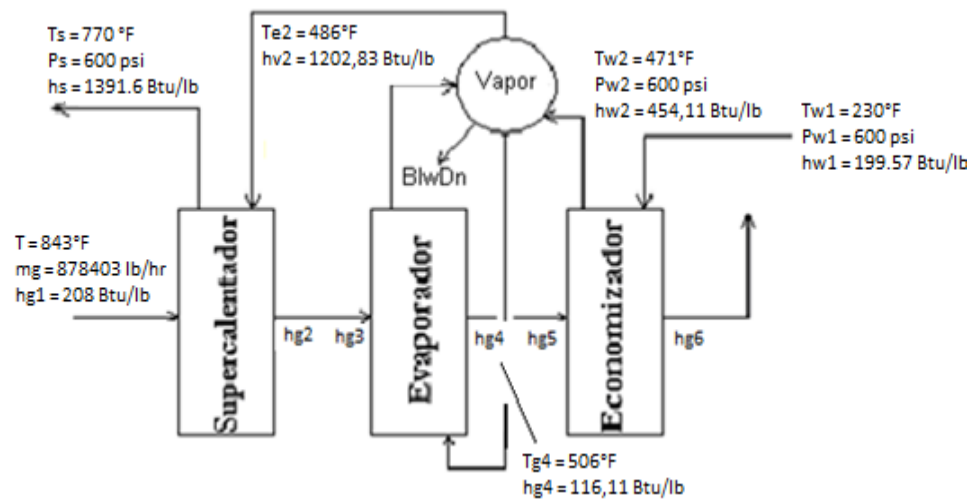 Ts = 770 °F
Ps = 600 psi
hs = 1391.6 Btu/lb
Te2 = 486°F
hv2 = 1202,83 Btu/lb
Vapor
Tw2 = 471°F
Pw2 = 600 psi
hw2 = 454,11 Btu/lb
Tw1 = 230°F
Pw1 = 600 psi
hw1 = 199.57 Btu/lb
BlwDn
T = 843°F
mg = 878403 lb/hr
hg1 = 208 Btu/lb
Supercalentador
Evaporador
Economizador
hg2
hg3
hg4
hg5
hg6
Tg4 = 506°F
hg4 = 116,11 Btu/lb